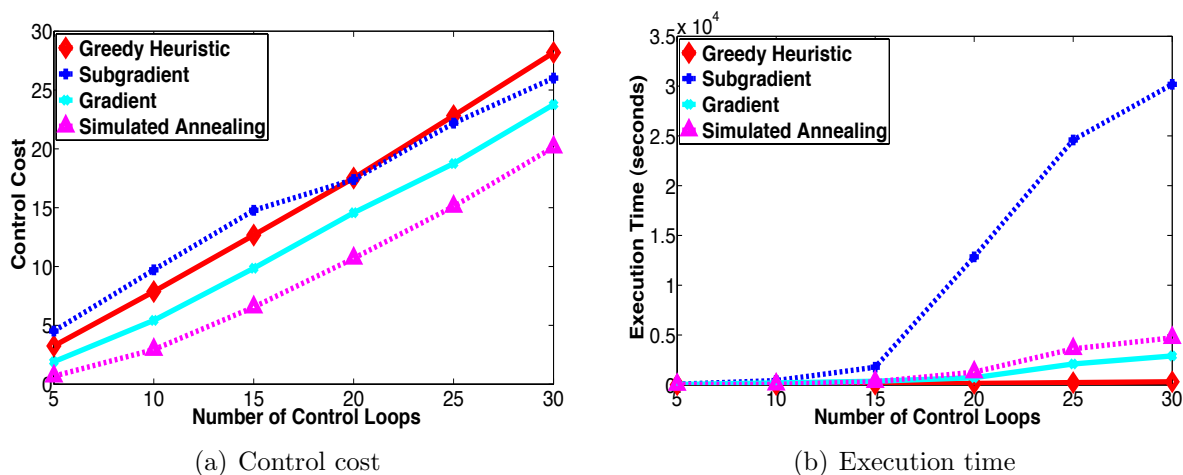 30
25
20
15
10
5
0
Control Cost
Greedy Heuristic
Subgradient
Gradient
Simulated Annealing
5 10 15 20 25 30
Number of Control Loops
(a) Control cost
x 10^4
3.5
3
2.5
2
1.5
1
0.5
0
Execution Time (seconds)
Greedy Heuristic
Subgradient
Gradient
Simulated Annealing
5 10 15 20 25 30
Number of Control Loops
(b) Execution time